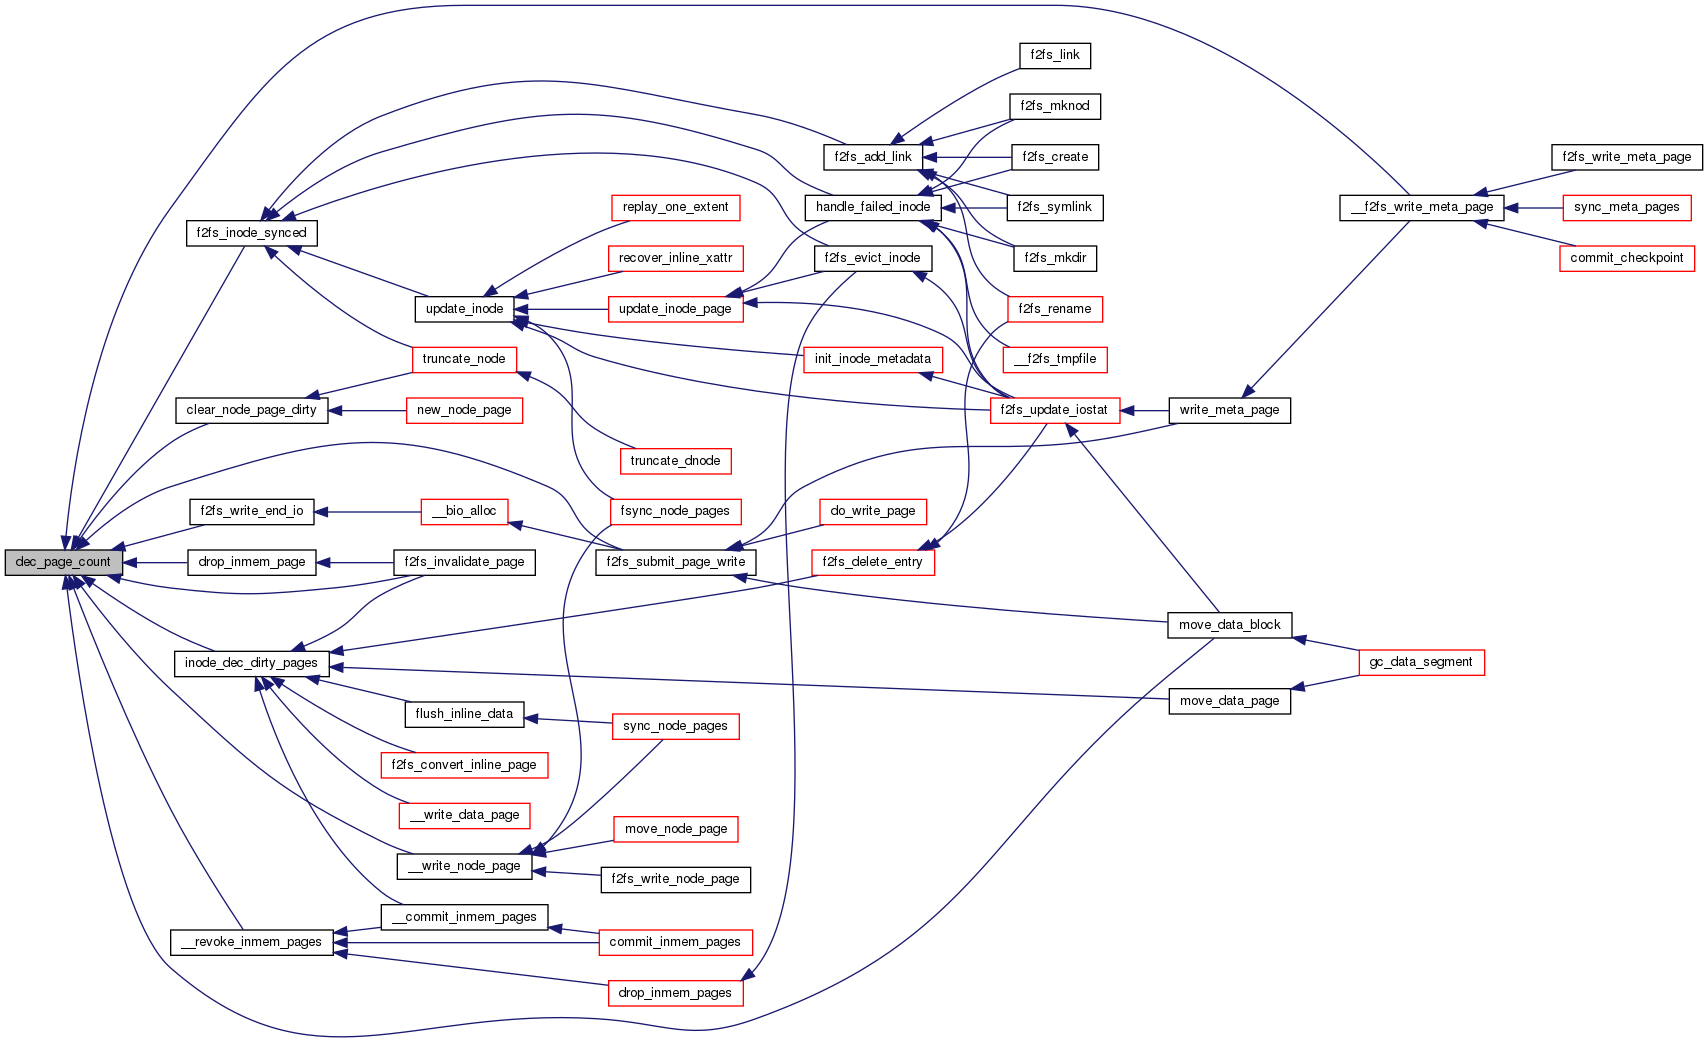 f2fs_link
f2fs_mknod
f2fs_add_link
f2fs_create
f2fs_write_meta_page
replay_one_extent
handle_failed_inode
f2fs_symlink
__f2fs_write_meta_page
sync_meta_pages
f2fs_inode_synced
recover_inline_xattr
f2fs_evict_inode
f2fs_mkdir
commit_checkpoint
update_inode
update_inode_page
f2fs_rename
truncate_node
init_inode_metadata
__f2fs_tmpfile
clear_node_page_dirty
new_node_page
f2fs_update_iostat
write_meta_page
truncate_dnode
f2fs_write_end_io
__bio_alloc
fsync_node_pages
do_write_page
dec_page_count
drop_inmem_page
f2fs_invalidate_page
f2fs_submit_page_write
f2fs_delete_entry
move_data_block
inode_dec_dirty_pages
gc_data_segment
flush_inline_data
sync_node_pages
move_data_page
f2fs_convert_inline_page
__write_data_page
move_node_page
__write_node_page
f2fs_write_node_page
__commit_inmem_pages
__revoke_inmem_pages
commit_inmem_pages
drop_inmem_pages